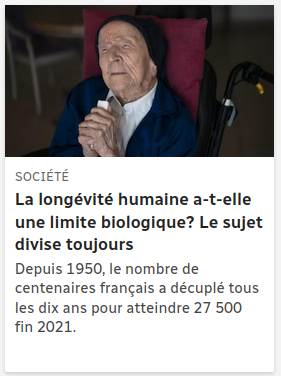 SOCIÉTÉ
La longévité humaine a-t-elle
une limite biologique? Le sujet
divise toujours
Depuis 1950, le nombre de
centenaires français a décuplé tous
les dix ans pour atteindre 27 500
fin 2021.